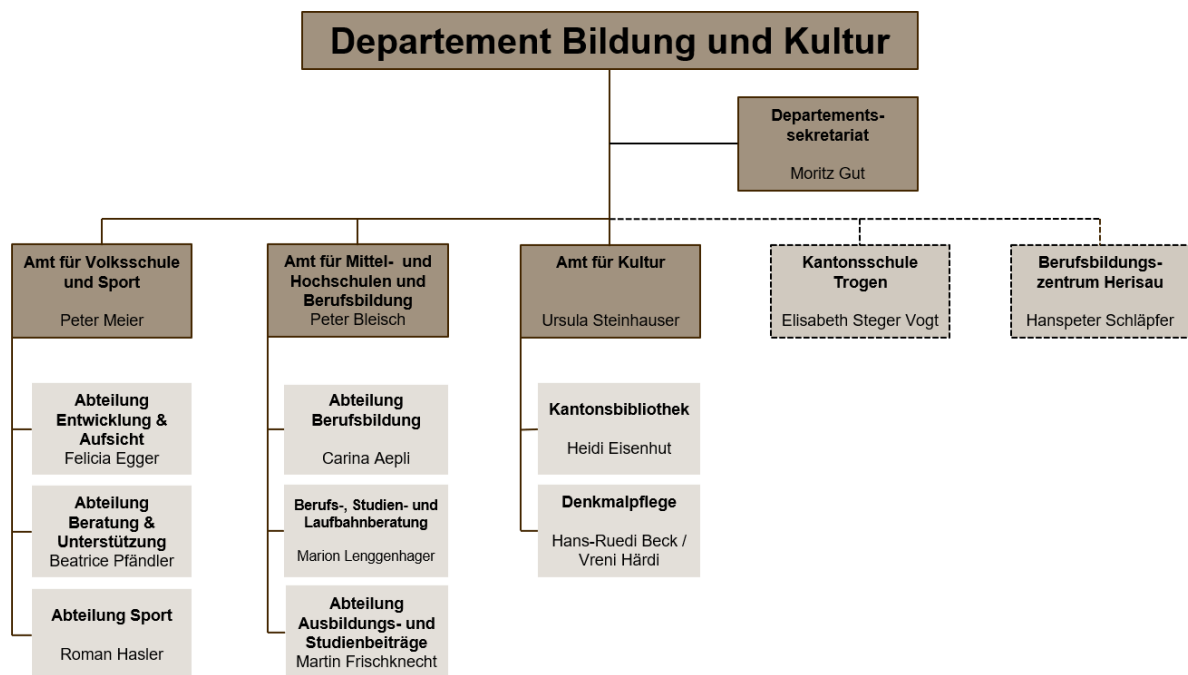 Departement Bildung und Kultur
Departements-
sekretariat
Moritz Gut
Amt für Volksschule
und Sport
Peter Meier
Amt für Mittel- und
Hochschulen und
Berufsbildung
Peter Bleisch
Amt für Kultur
Ursula Steinhauser
Kantonsschule
Trogen
Elisabeth Steger Vogt
Berufsbildungs-
zentrum Herisau
Hanspeter Schläpfer
Abteilung
Entwicklung &
Aufsicht
Felicia Egger
Abteilung
Beratung &
Unterstützung
Beatrice Pfändler
Abteilung Sport
Roman Hasler
Abteilung
Berufsbildung
Carina Aepli
Berufs-, Studien- und
Laufbahnberatung
Marion Lenggenhager
Abteilung
Ausbildungs- und
Studienbeiträge
Martin Frischknecht
Kantonsbibliothek
Heidi Eisenhut
Denkmalpflege
Hans-Ruedi Beck /
Vreni Härdi